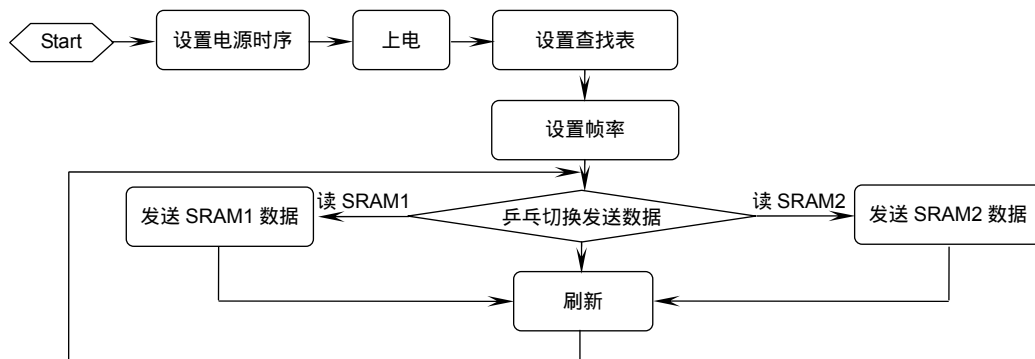 Start
设置电源时序
上电
设置查找表
设置帧率
读 SRAM1
读 SRAM2
发送 SRAM1 数据
乒乓切换发送数据
发送 SRAM2 数据
刷新